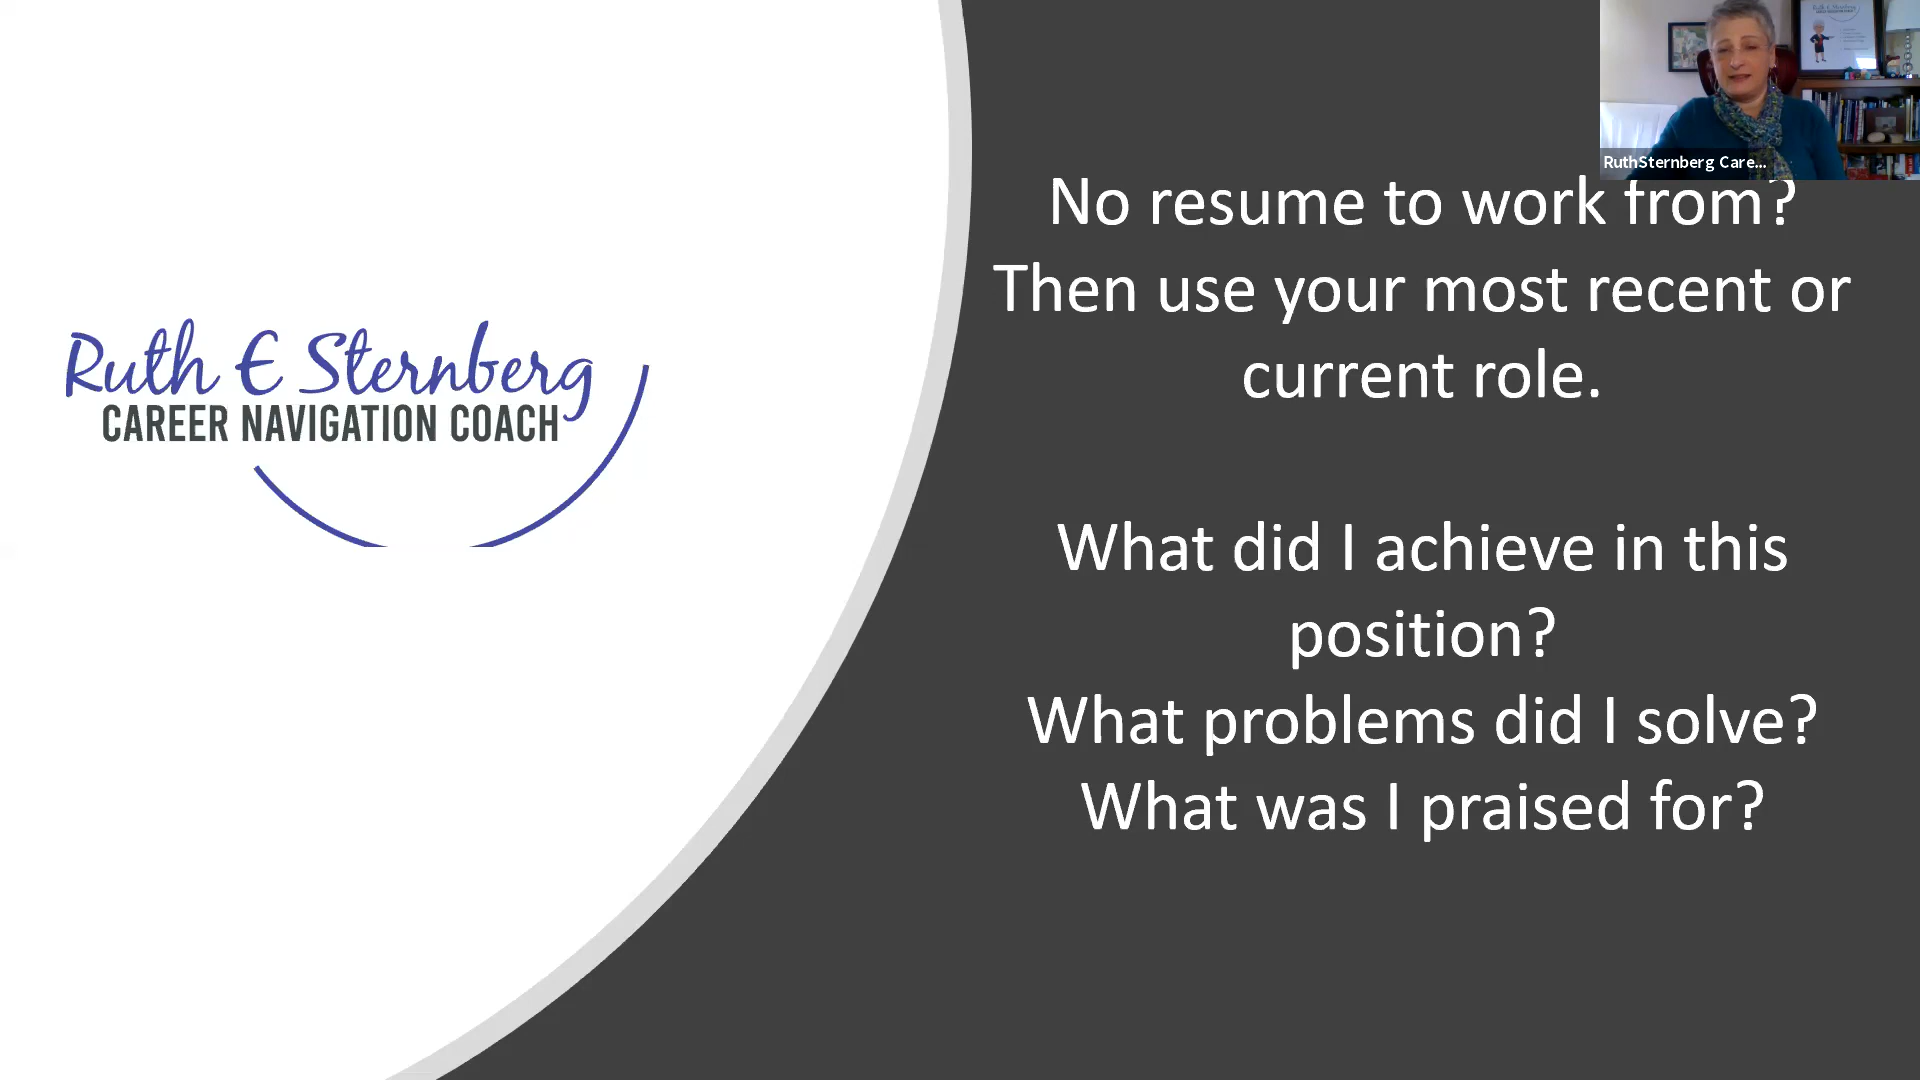 Ruth E Sternberg
CAREER NAVIGATION COACH
RuthSternberg Care...
No resume to work from?
Then use your most recent or
current role.
What did I achieve in this
position?
What problems did I solve?
What was I praised for?